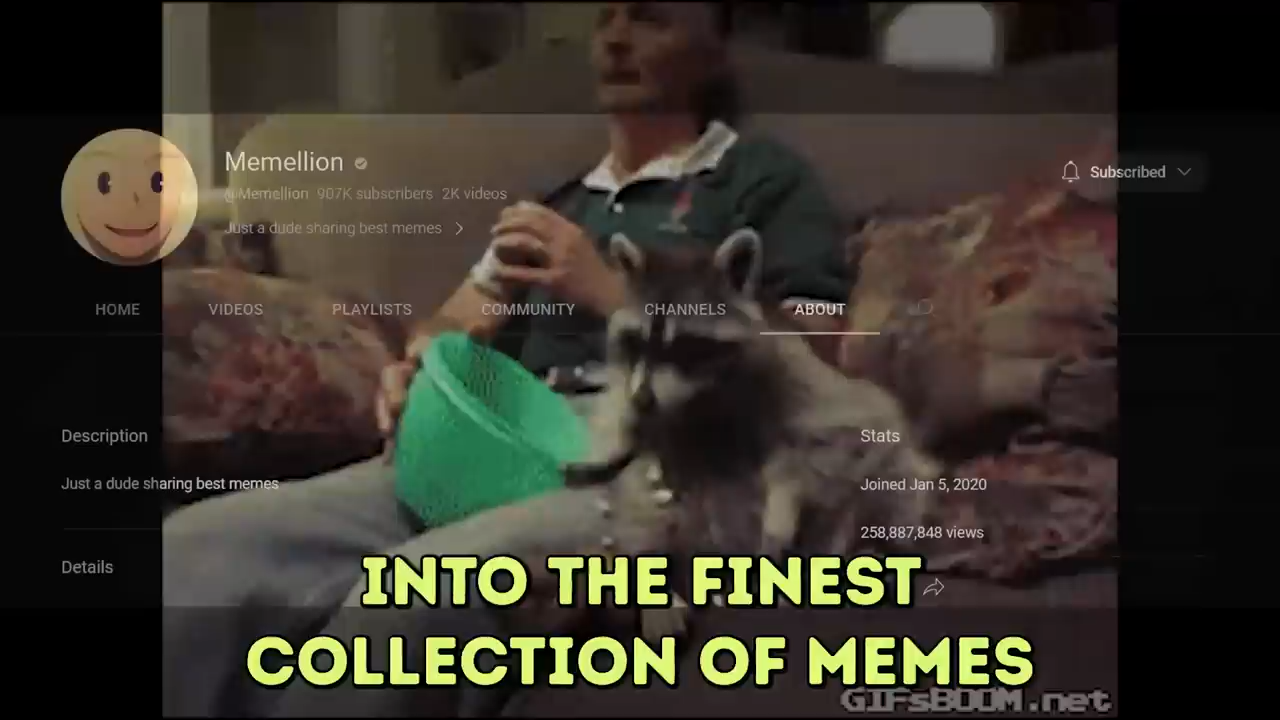 Memellion
@Memellion 907K subscribers 2K videos
Just a dude sharing best memes
Subscribed
HOME VIDEOS PLAYLISTS COMMUNITY CHANNELS ABOUT
Description
Just a dude sharing best memes
Details
Stats
Joined Jan 5, 2020
258,887,848 views
INTO THE FINEST
COLLECTION OF MEMES
GIFsBOOM.net